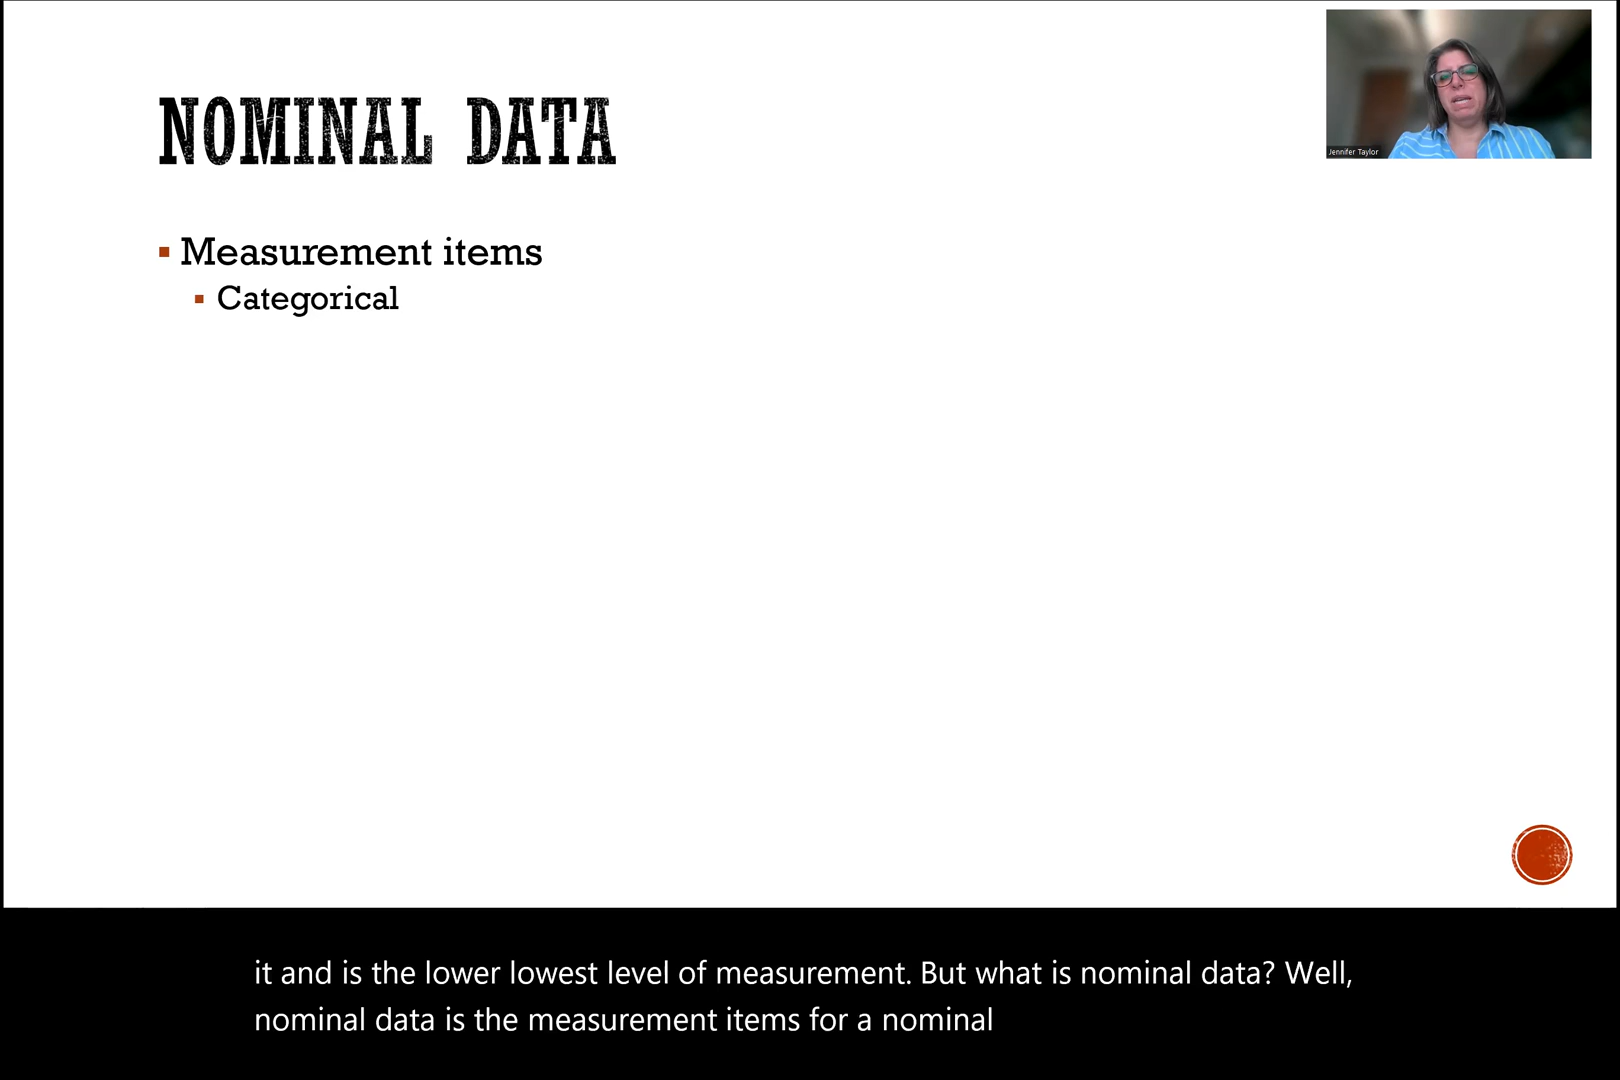 NOMINAL DATA
Measurement items
Categorical
Jennifer Taylor
it and is the lower lowest level of measurement. But what is nominal data? Well,
nominal data is the measurement items for a nominal